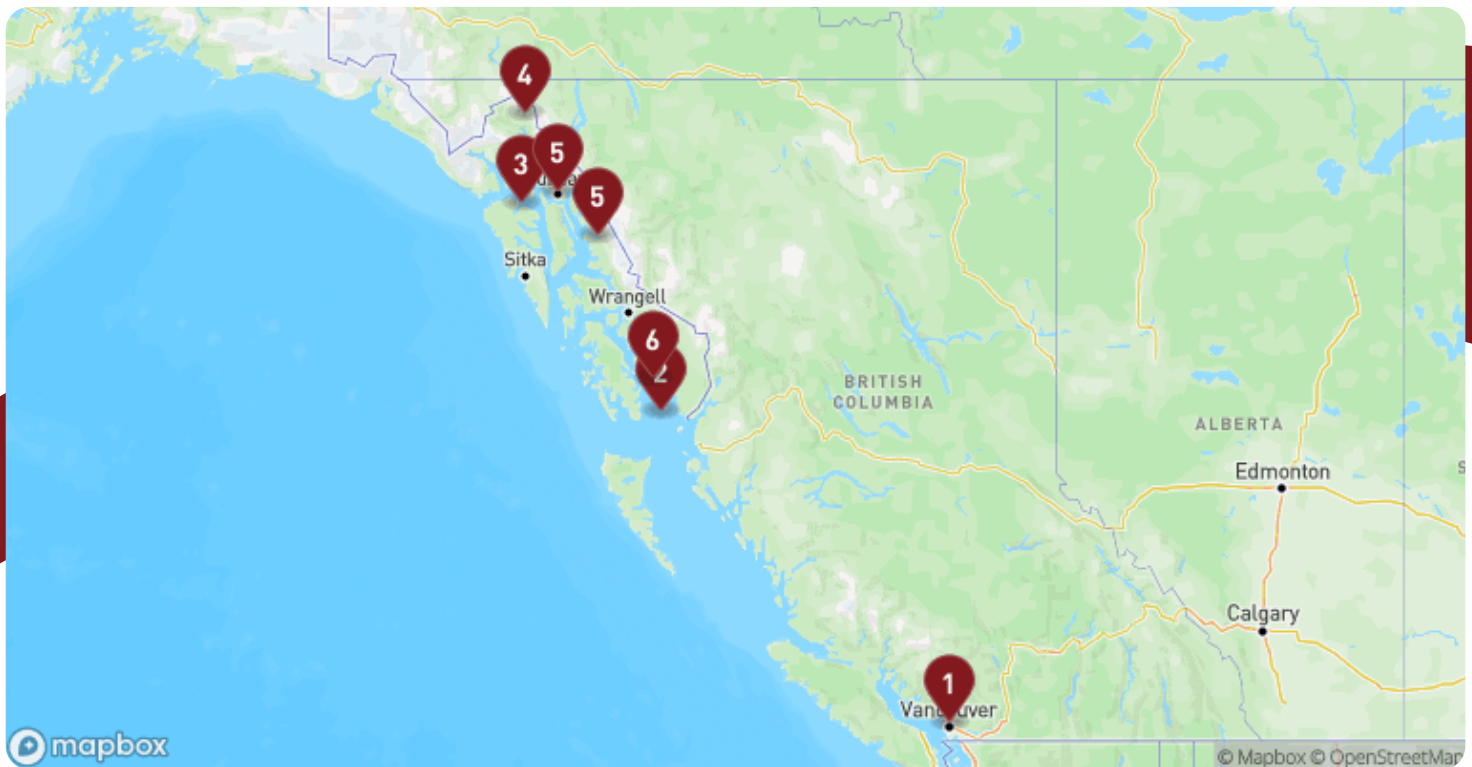 4
5
3
5
Sitka
Wrangell
6
2
BRITISH
COLUMBIA
ALBERTA
Edmonton
Calgary
1
Vancouver
mapbox
© Mapbox © OpenStreetMap